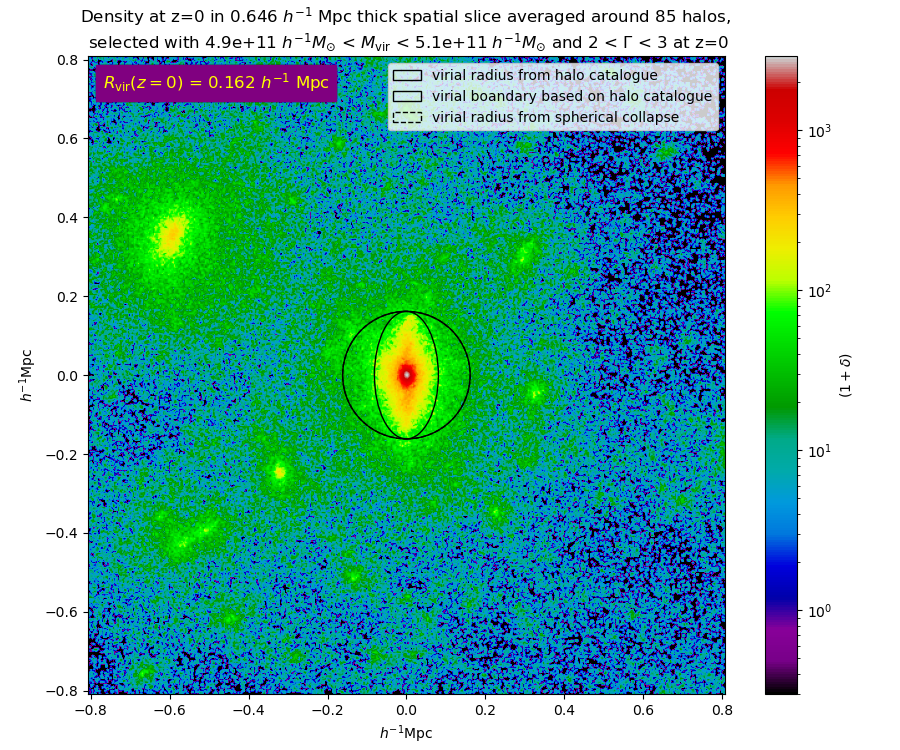 Density at z=0 in 0.646 h⁻¹ Mpc thick spatial slice averaged around 85 halos,
selected with 4.9e+11 h⁻¹M⊙ < Mvir < 5.1e+11 h⁻¹M⊙ and 2 < Γ < 3 at z=0
Rvir(z = 0) = 0.162 h⁻¹ Mpc
virial radius from halo catalogue
virial boundary based on halo catalogue
virial radius from spherical collapse
0.8
0.6
0.4
0.2
0.0
−0.2
−0.4
−0.6
−0.8
h⁻¹Mpc
−0.8 −0.6 −0.4 −0.2 0.0 0.2 0.4 0.6 0.8
h⁻¹Mpc
10³
10²
10¹
10⁰
(1 + δ)